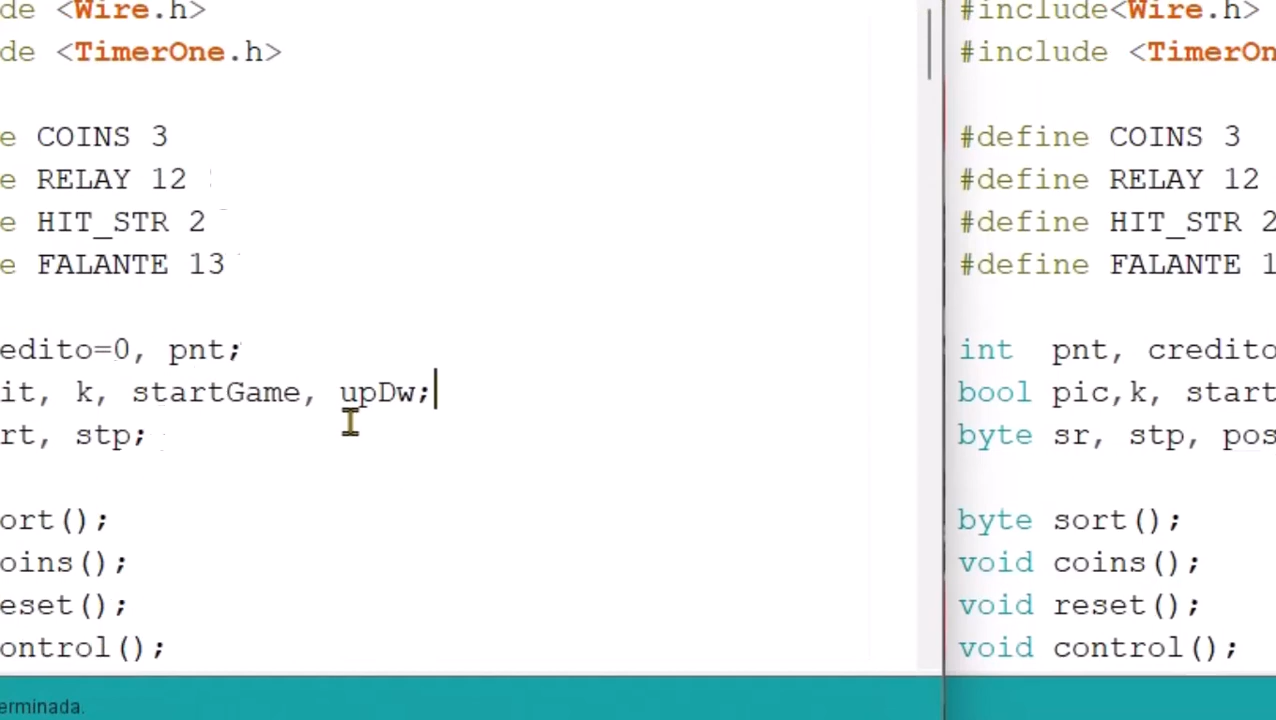 de <Wire.h>
de <TimerOne.h>
e COINS 3
e RELAY 12
e HIT_STR 2
e FALANTE 13
edito=0, pnt;
it, k, startGame, upDw;
rt, stp;
ort();
oins();
eset();
ontrol();
erminada.
#include<Wire.h>
#include <TimerOn
#define COINS 3
#define RELAY 12
#define HIT_STR 2
#define FALANTE 1
int pnt, credito
bool pic,k, start
byte sr, stp, pos
byte sort();
void coins();
void reset();
void control();